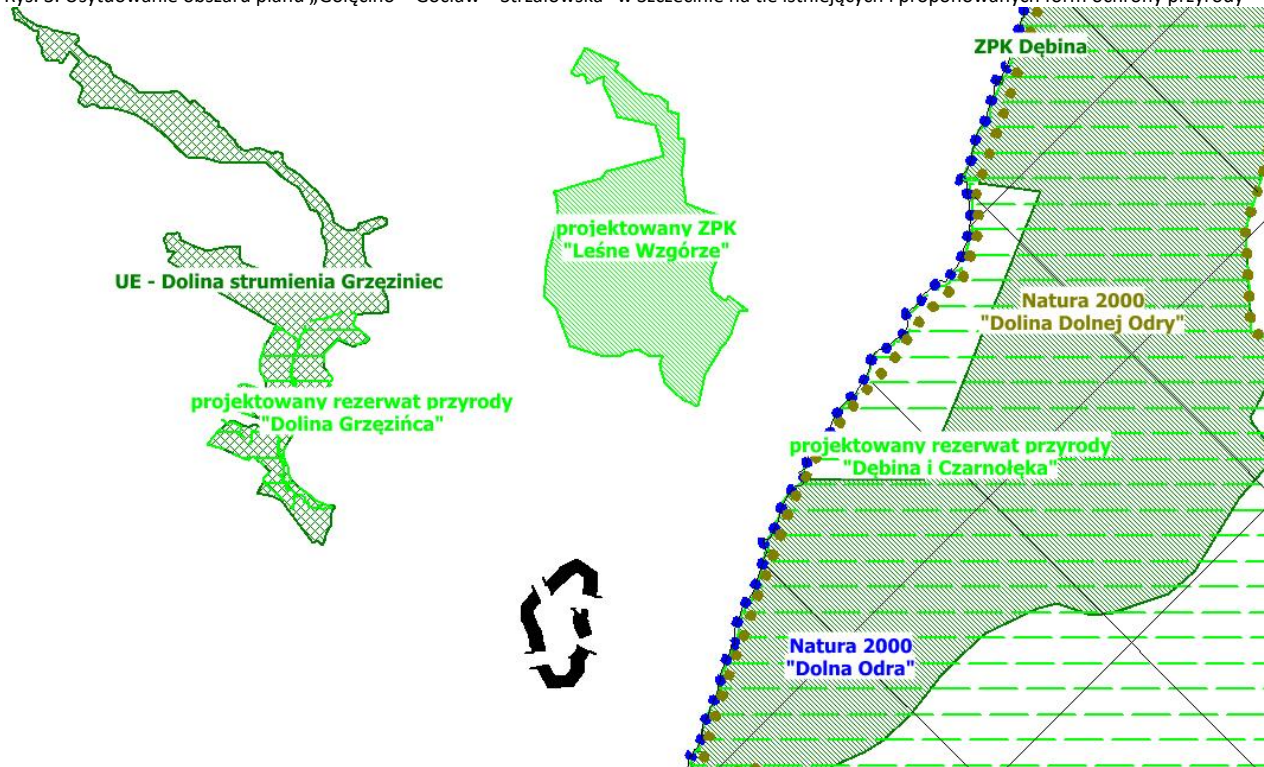 Rys. 3. Usytuowanie obszaru planu „Golęcino – Gocław – Strzałowska" w Szczecinie na tle istniejących i proponowanych form ochrony przyrody
ZPK Dębina
projektowany ZPK
"Leśne Wzgórze"
UE - Dolina strumienia Grzęziniec
Natura 2000
"Dolina Dolnej Odry"
projektowany rezerwat przyrody
"Dolina Grzęzińca"
projektowany rezerwat przyrody
"Dębina i Czarnołęka"
Natura 2000
"Dolna Odra"